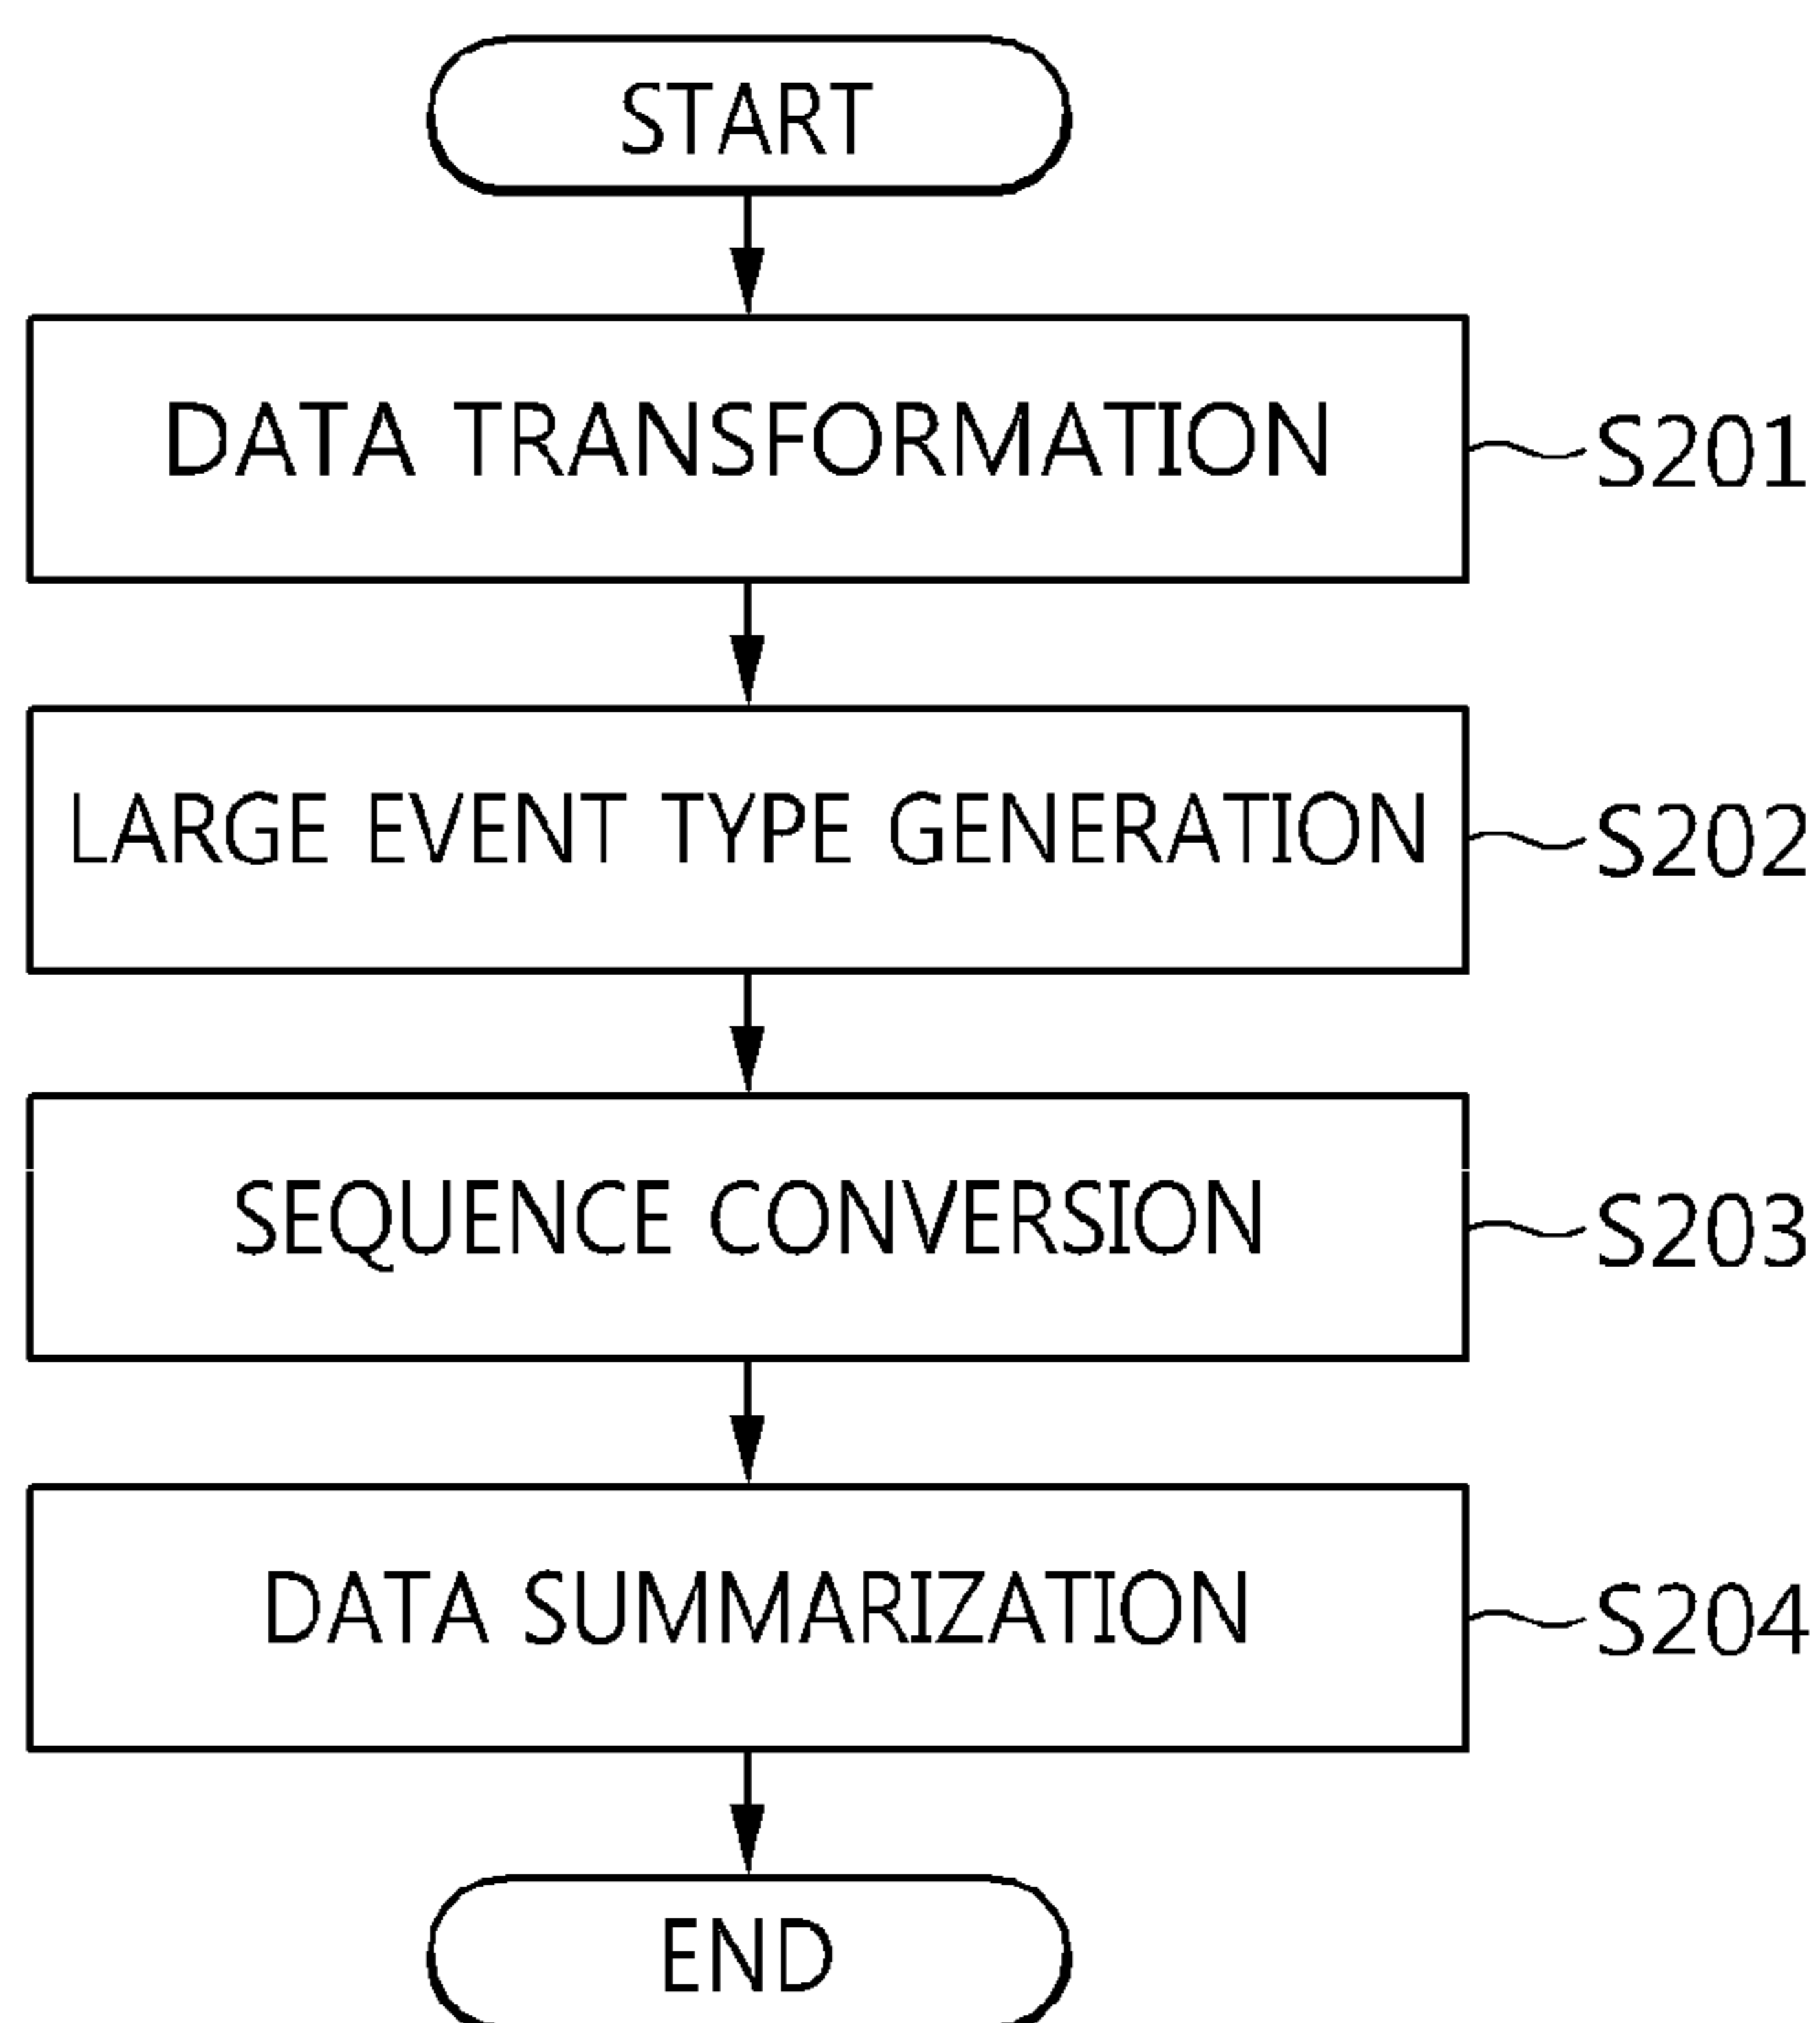 START
DATA TRANSFORMATION
S201
LARGE EVENT TYPE GENERATION
S202
SEQUENCE CONVERSION
S203
DATA SUMMARIZATION
S204
END